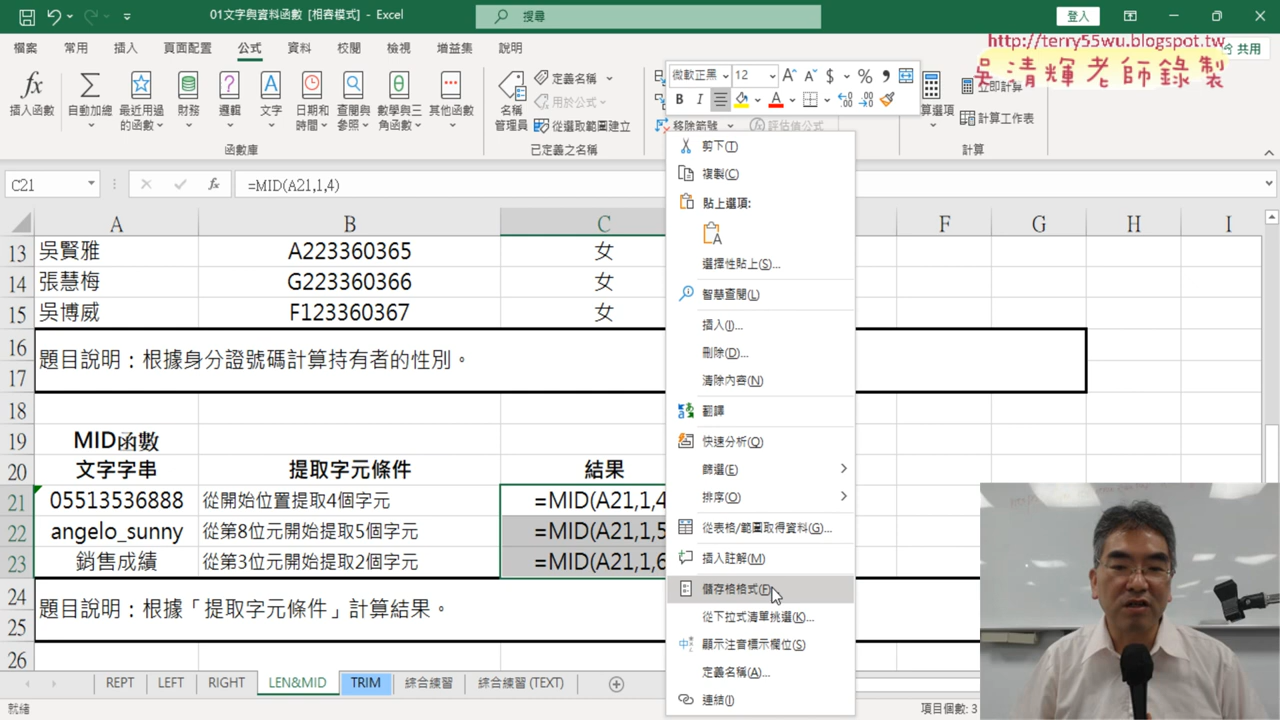 01文字與資料函數 [相容模式] - Excel
搜尋
登入
http://terry55wu.blogspot.tw
吳清輝老師錄製
檔案 常用 插入 頁面配置 公式 資料 校閱 檢視 增益集 說明
共用
插入函數
自動加總
最近用過的函數
財務
邏輯
文字
日期和時間
查閱與參照
數學與三角函數
其他函數
函數庫
名稱管理員
定義名稱
用於公式
從選取範圍建立
已定義之名稱
移除箭號
評估值公式
立即計算
計算工作表
計算
微軟正黑 12
C21
=MID(A21,1,4)
A B C F G H I
13 吳賢雅 A223360365 女
14 張慧梅 G223360366 女
15 吳博威 F123360367 女
16 題目說明：根據身分證號碼計算持有者的性別。
17
18
19 MID函數
20 文字字串 提取字元條件 結果
21 05513536888 從開始位置提取4個字元 =MID(A21,1,4
22 angelo_sunny 從第8位元開始提取5個字元 =MID(A21,1,5
23 銷售成績 從第3位元開始提取2個字元 =MID(A21,1,6
24 題目說明：根據「提取字元條件」計算結果。
25
26
剪下(T)
複製(C)
貼上選項:
選擇性貼上(S)...
智慧查閱(L)
插入(I)...
刪除(D)...
清除內容(N)
翻譯
快速分析(Q)
篩選(E)
排序(O)
從表格/範圍取得資料(G)...
插入註解(M)
儲存格格式(F)
從下拉式清單挑選(K)...
顯示注音標示欄位(S)
定義名稱(A)...
連結(I)
REPT LEFT RIGHT LEN&MID TRIM 綜合練習 綜合練習 (TEXT)
就緒
項目個數: 3